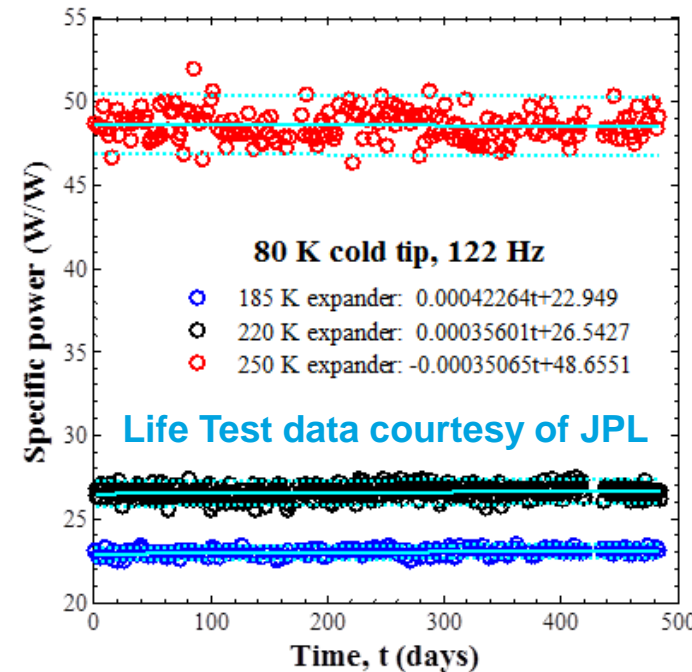 55
50
45
40
35
30
25
20
Specific power (W/W)
80 K cold tip, 122 Hz
185 K expander: 0.00042264t+22.949
220 K expander: 0.00035601t+26.5427
250 K expander: -0.00035065t+48.6551
Life Test data courtesy of JPL
0 100 200 300 400 500
Time, t (days)